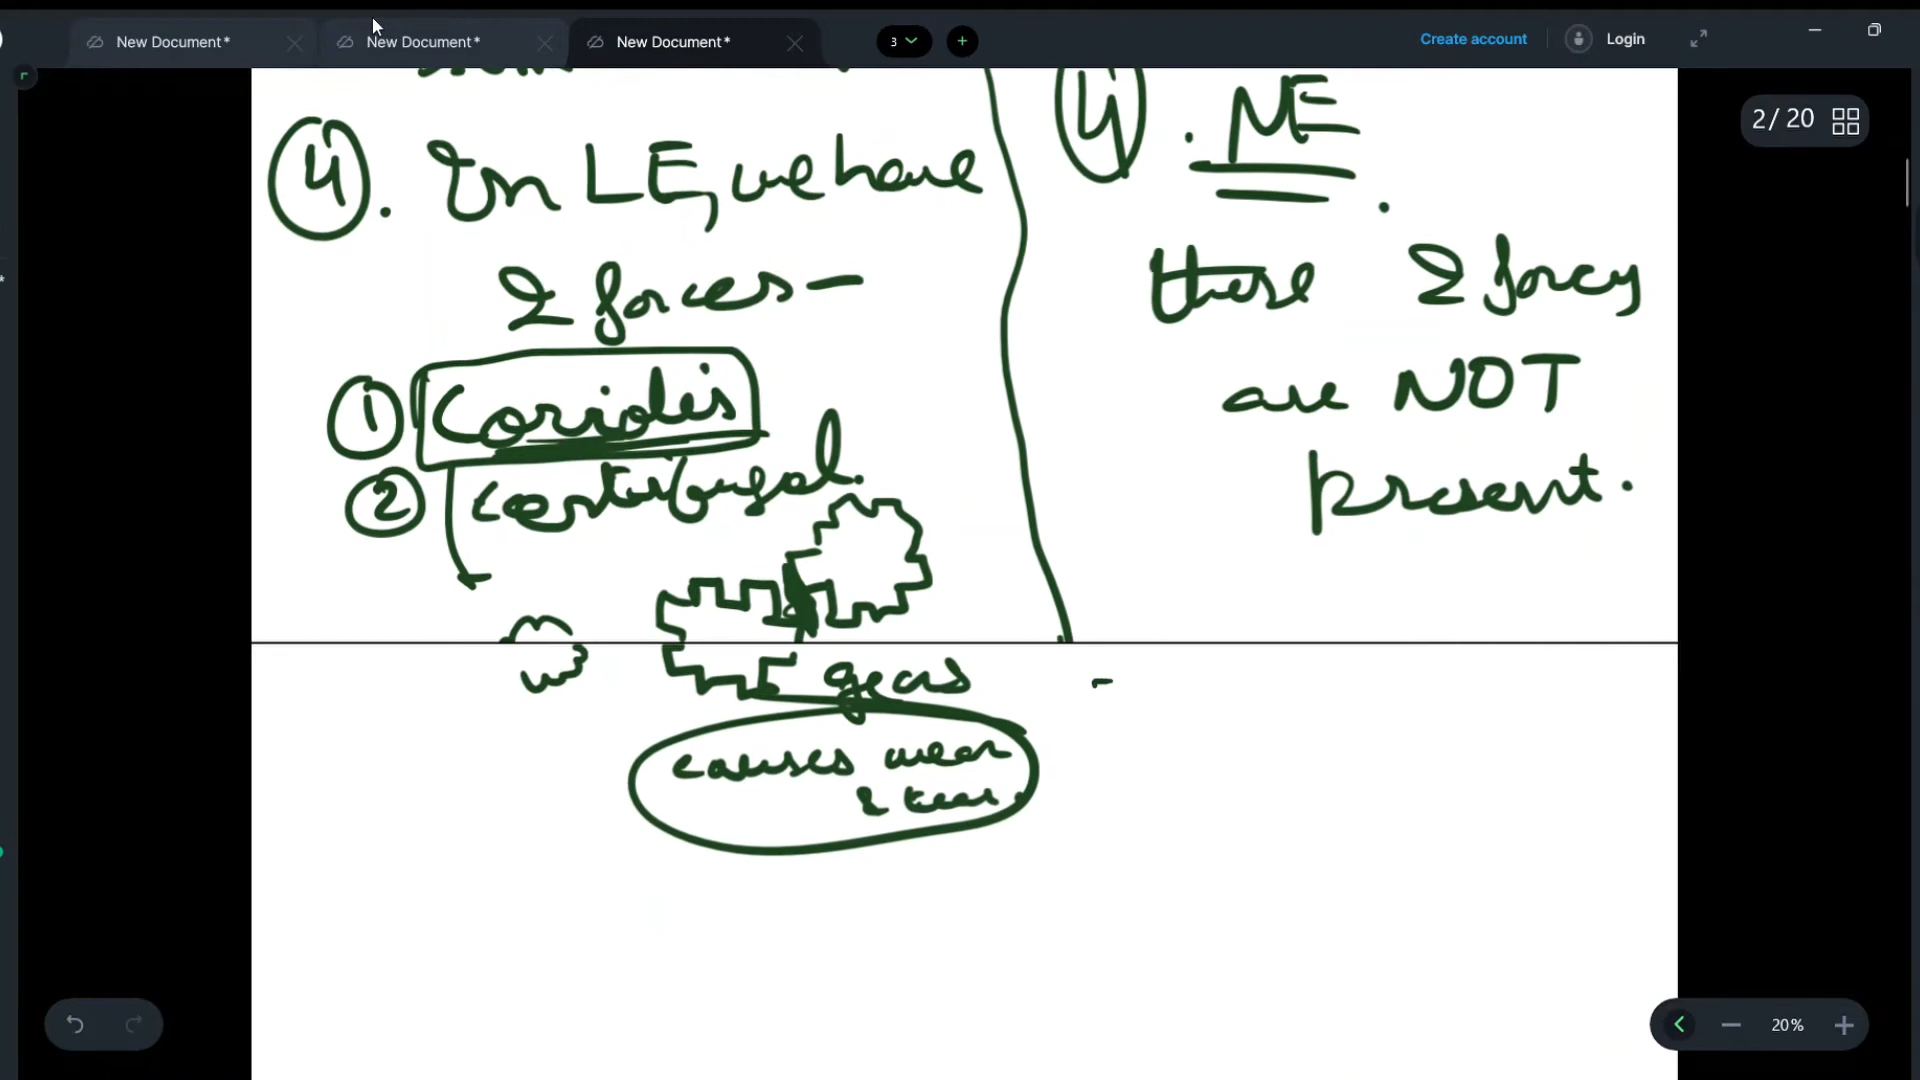 New Document*
New Document*
New Document*
3
Create account
Login
2/ 20
④. In LE, we have
2 forces –
① Coriolis
② centrifugal.
gears
causes wear
& tear.
④. NE
these 2 forces
are NOT
present.
20%